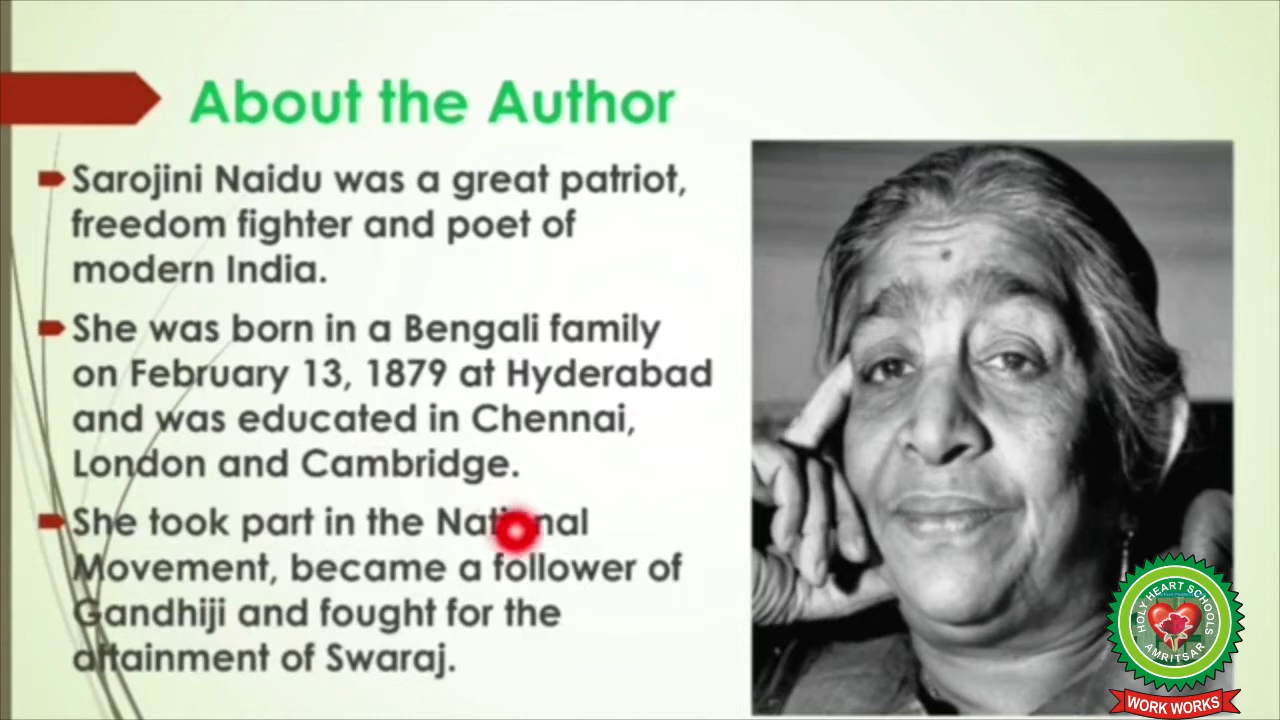 About the Author
Sarojini Naidu was a great patriot,
freedom fighter and poet of
modern India.
She was born in a Bengali family
on February 13, 1879 at Hyderabad
and was educated in Chennai,
London and Cambridge.
She took part in the National
Movement, became a follower of
Gandhiji and fought for the
attainment of Swaraj.
HOLY HEART SCHOOLS
AMRITSAR
WORK WORKS